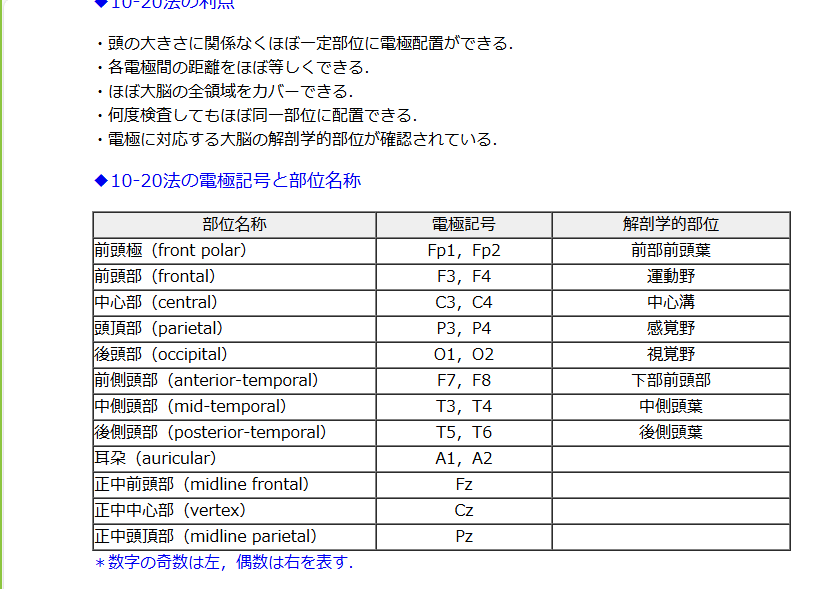 ◆10-20法の利点
・頭の大きさに関係なくほぼ一定部位に電極配置ができる．
・各電極間の距離をほぼ等しくできる．
・ほぼ大脳の全領域をカバーできる．
・何度検査してもほぼ同一部位に配置できる．
・電極に対応する大脳の解剖学的部位が確認されている．
◆10-20法の電極記号と部位名称
部位名称 電極記号 解剖学的部位
前頭極（front polar） Fp1，Fp2 前部前頭葉
前頭部（frontal） F3，F4 運動野
中心部（central） C3，C4 中心溝
頭頂部（parietal） P3，P4 感覚野
後頭部（occipital） O1，O2 視覚野
前側頭部（anterior-temporal） F7，F8 下部前頭部
中側頭部（mid-temporal） T3，T4 中側頭葉
後側頭部（posterior-temporal） T5，T6 後側頭葉
耳朶（auricular） A1，A2
正中前頭部（midline frontal） Fz
正中中心部（vertex） Cz
正中頭頂部（midline parietal） Pz
＊数字の奇数は左，偶数は右を表す．